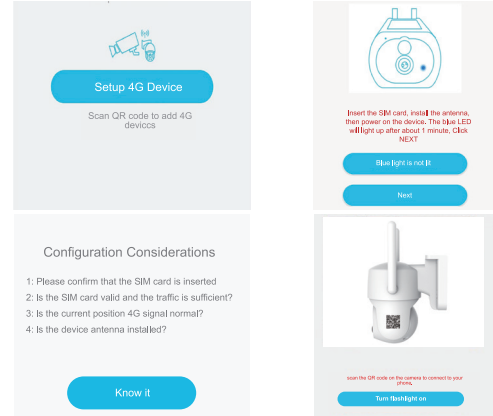 Setup 4G Device
Scan QR code to add 4G
deviccs
Insert the SIM card, install the antenna,
then power on the device. The blue LED
will light up after about 1 minute, Click
NEXT
Blue light is not lit
Next
Configuration Considerations
1: Please confirm that the SIM card is inserted
2: Is the SIM card valid and the traffic is sufficient?
3: Is the current position 4G signal normal?
4: Is the device antenna installed?
Know it
scan the QR code on the camera to connect to your
phone,
Turn flashlight on